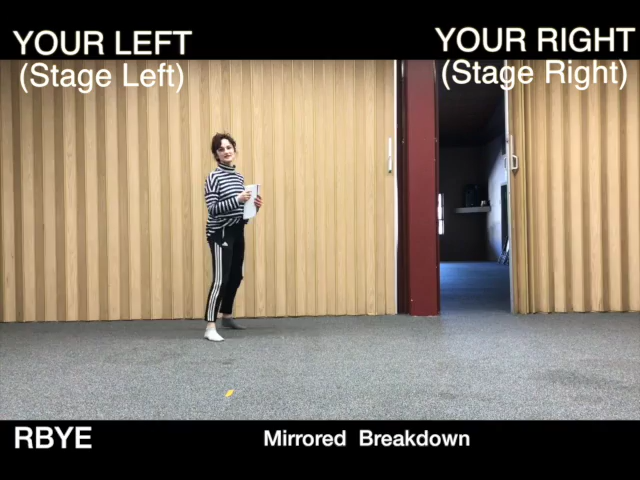 YOUR LEFT
(Stage Left)
YOUR RIGHT
(Stage Right)
RBYE
Mirrored Breakdown